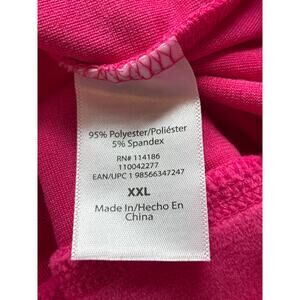 95% Polyester/Poliéster
5% Spandex
RN# 114186
110042277
EAN/UPC 1 98566347247
XXL
Made In/Hecho En
China